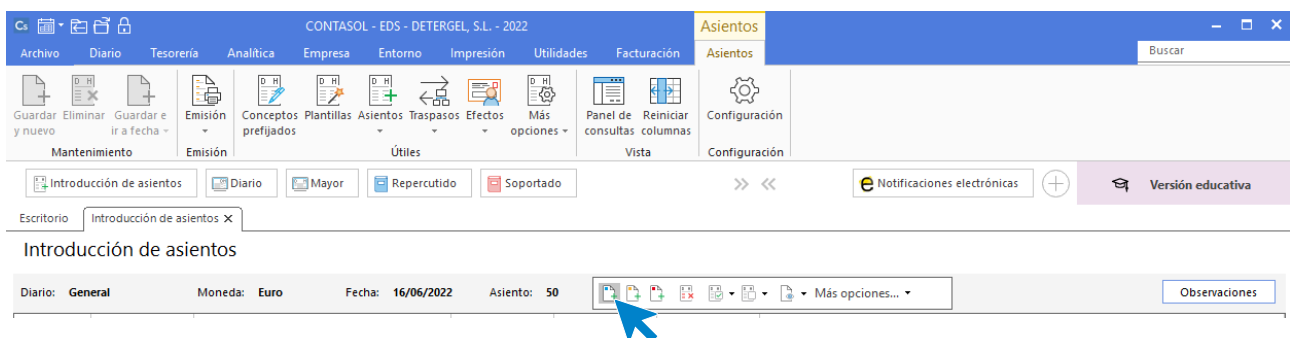 Cs CONTASOL - EDS - DETERGEL, S.L. - 2022 Asientos
Archivo Diario Tesorería Analítica Empresa Entorno Impresión Utilidades Facturación Asientos Buscar
D H D H D H D H D H
Guardar Eliminar Guardar e Emisión Conceptos Plantillas Asientos Traspasos Efectos Más Panel de Reiniciar Configuración
y nuevo ir a fecha prefijados opciones consultas columnas
Mantenimiento Emisión Útiles Vista Configuración
Introducción de asientos Diario Mayor Repercutido Soportado e Notificaciones electrónicas Versión educativa
Escritorio Introducción de asientos X
Introducción de asientos
Diario: General Moneda: Euro Fecha: 16/06/2022 Asiento: 50 Más opciones... Observaciones